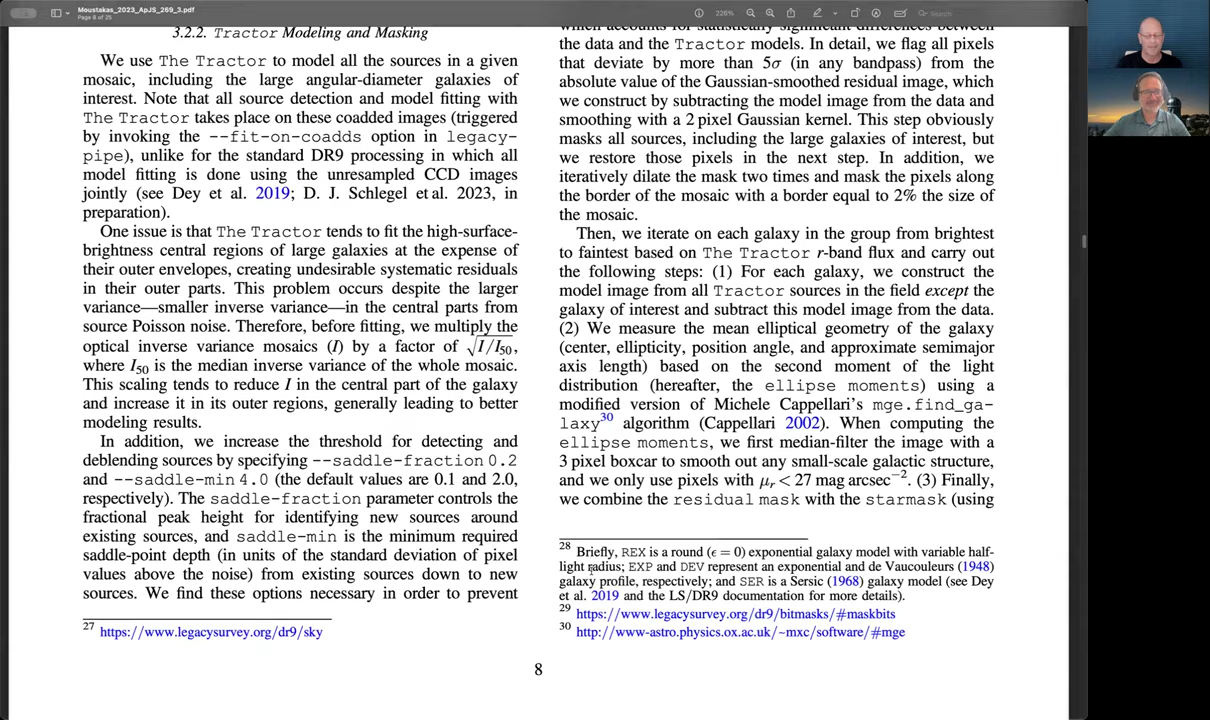 Moustakas_2023_ApJS_269_3.pdf
Page 8 of 25
226%
Search
3.2.2. Tractor Modeling and Masking
We use The Tractor to model all the sources in a given
mosaic, including the large angular-diameter galaxies of
interest. Note that all source detection and model fitting with
The Tractor takes place on these coadded images (triggered
by invoking the --fit-on-coadds option in legacy-
pipe), unlike for the standard DR9 processing in which all
model fitting is done using the unresampled CCD images
jointly (see Dey et al. 2019; D. J. Schlegel et al. 2023, in
preparation).
One issue is that The Tractor tends to fit the high-surface-
brightness central regions of large galaxies at the expense of
their outer envelopes, creating undesirable systematic residuals
in their outer parts. This problem occurs despite the larger
variance—smaller inverse variance—in the central parts from
source Poisson noise. Therefore, before fitting, we multiply the
optical inverse variance mosaics (I) by a factor of √I/I50,
where I50 is the median inverse variance of the whole mosaic.
This scaling tends to reduce I in the central part of the galaxy
and increase it in its outer regions, generally leading to better
modeling results.
In addition, we increase the threshold for detecting and
deblending sources by specifying --saddle-fraction 0.2
and --saddle-min 4.0 (the default values are 0.1 and 2.0,
respectively). The saddle-fraction parameter controls the
fractional peak height for identifying new sources around
existing sources, and saddle-min is the minimum required
saddle-point depth (in units of the standard deviation of pixel
values above the noise) from existing sources down to new
sources. We find these options necessary in order to prevent
27 https://www.legacysurvey.org/dr9/sky
which accounts for statistically significant differences between
the data and the Tractor models. In detail, we flag all pixels
that deviate by more than 5σ (in any bandpass) from the
absolute value of the Gaussian-smoothed residual image, which
we construct by subtracting the model image from the data and
smoothing with a 2 pixel Gaussian kernel. This step obviously
masks all sources, including the large galaxies of interest, but
we restore those pixels in the next step. In addition, we
iteratively dilate the mask two times and mask the pixels along
the border of the mosaic with a border equal to 2% the size of
the mosaic.
Then, we iterate on each galaxy in the group from brightest
to faintest based on The Tractor r-band flux and carry out
the following steps: (1) For each galaxy, we construct the
model image from all Tractor sources in the field except the
galaxy of interest and subtract this model image from the data.
(2) We measure the mean elliptical geometry of the galaxy
(center, ellipticity, position angle, and approximate semimajor
axis length) based on the second moment of the light
distribution (hereafter, the ellipse moments) using a
modified version of Michele Cappellari's mge.find_ga-
laxy30 algorithm (Cappellari 2002). When computing the
ellipse moments, we first median-filter the image with a
3 pixel boxcar to smooth out any small-scale galactic structure,
and we only use pixels with μr < 27 mag arcsec−2. (3) Finally,
we combine the residual mask with the starmask (using
28 Briefly, REX is a round (ϵ = 0) exponential galaxy model with variable half-
light radius; EXP and DEV represent an exponential and de Vaucouleurs (1948)
galaxy profile, respectively; and SER is a Sersic (1968) galaxy model (see Dey
et al. 2019 and the LS/DR9 documentation for more details).
29 https://www.legacysurvey.org/dr9/bitmasks/#maskbits
30 http://www-astro.physics.ox.ac.uk/~mxc/software/#mge
8